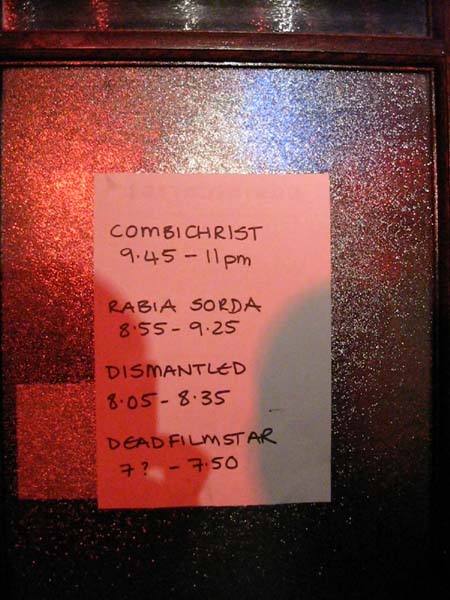 COMBICHRIST
9.45 - 11pm
RABIA SORDA
8.55 - 9.25
DISMANTLED
8.05 - 8.35
DEADFILMSTAR
7? - 7.50